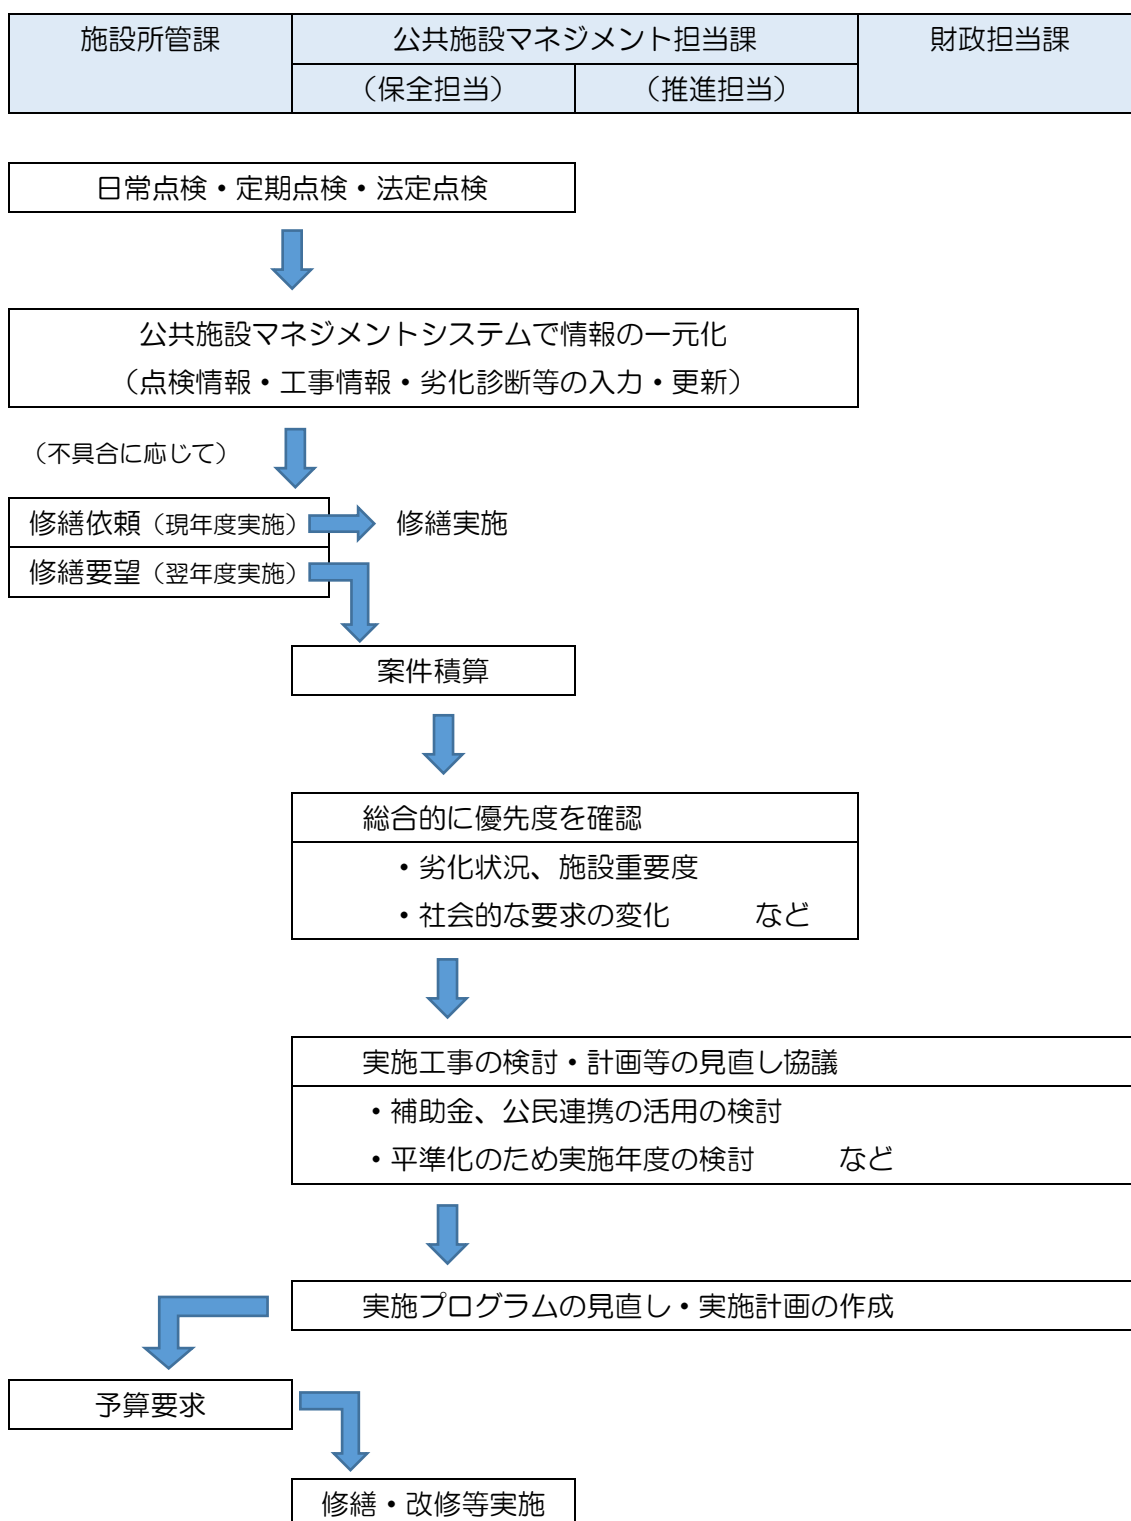 施設所管課
公共施設マネジメント担当課
財政担当課
（保全担当）
（推進担当）
日常点検・定期点検・法定点検
公共施設マネジメントシステムで情報の一元化
（点検情報・工事情報・劣化診断等の入力・更新）
（不具合に応じて）
修繕依頼（現年度実施）
修繕実施
修繕要望（翌年度実施）
案件積算
総合的に優先度を確認
・劣化状況、施設重要度
・社会的な要求の変化　　　など
実施工事の検討・計画等の見直し協議
・補助金、公民連携の活用の検討
・平準化のため実施年度の検討　　　など
実施プログラムの見直し・実施計画の作成
予算要求
修繕・改修等実施